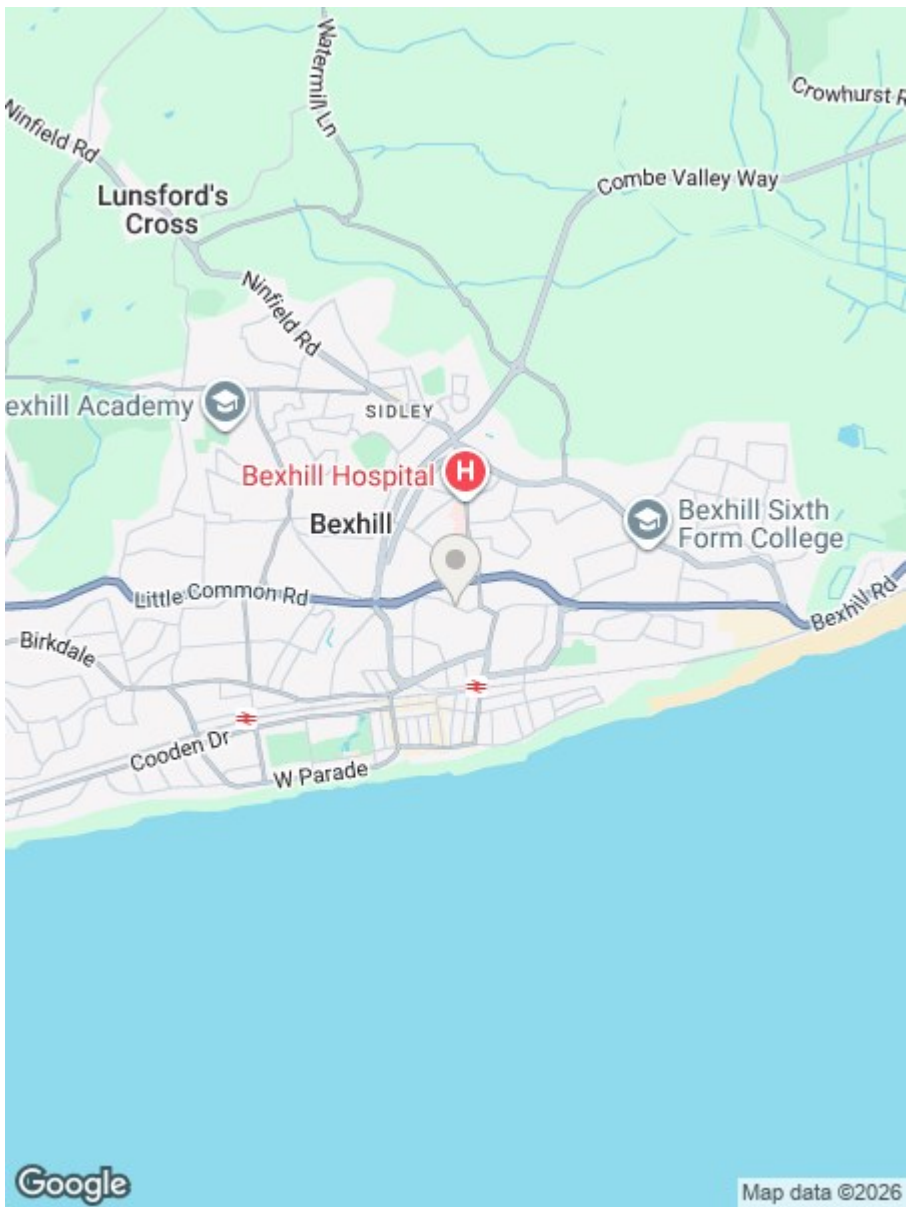 Watermill Ln
Crowhurst R
Ninfield Rd
Combe Valley Way
Lunsford's
Cross
Ninfield Rd
exhill Academy
SIDLEY
Bexhill Hospital
H
Bexhill
Bexhill Sixth
Form College
Little Common Rd
Bexhill Rd
Birkdale
Cooden Dr
W Parade
Google
Map data ©2026